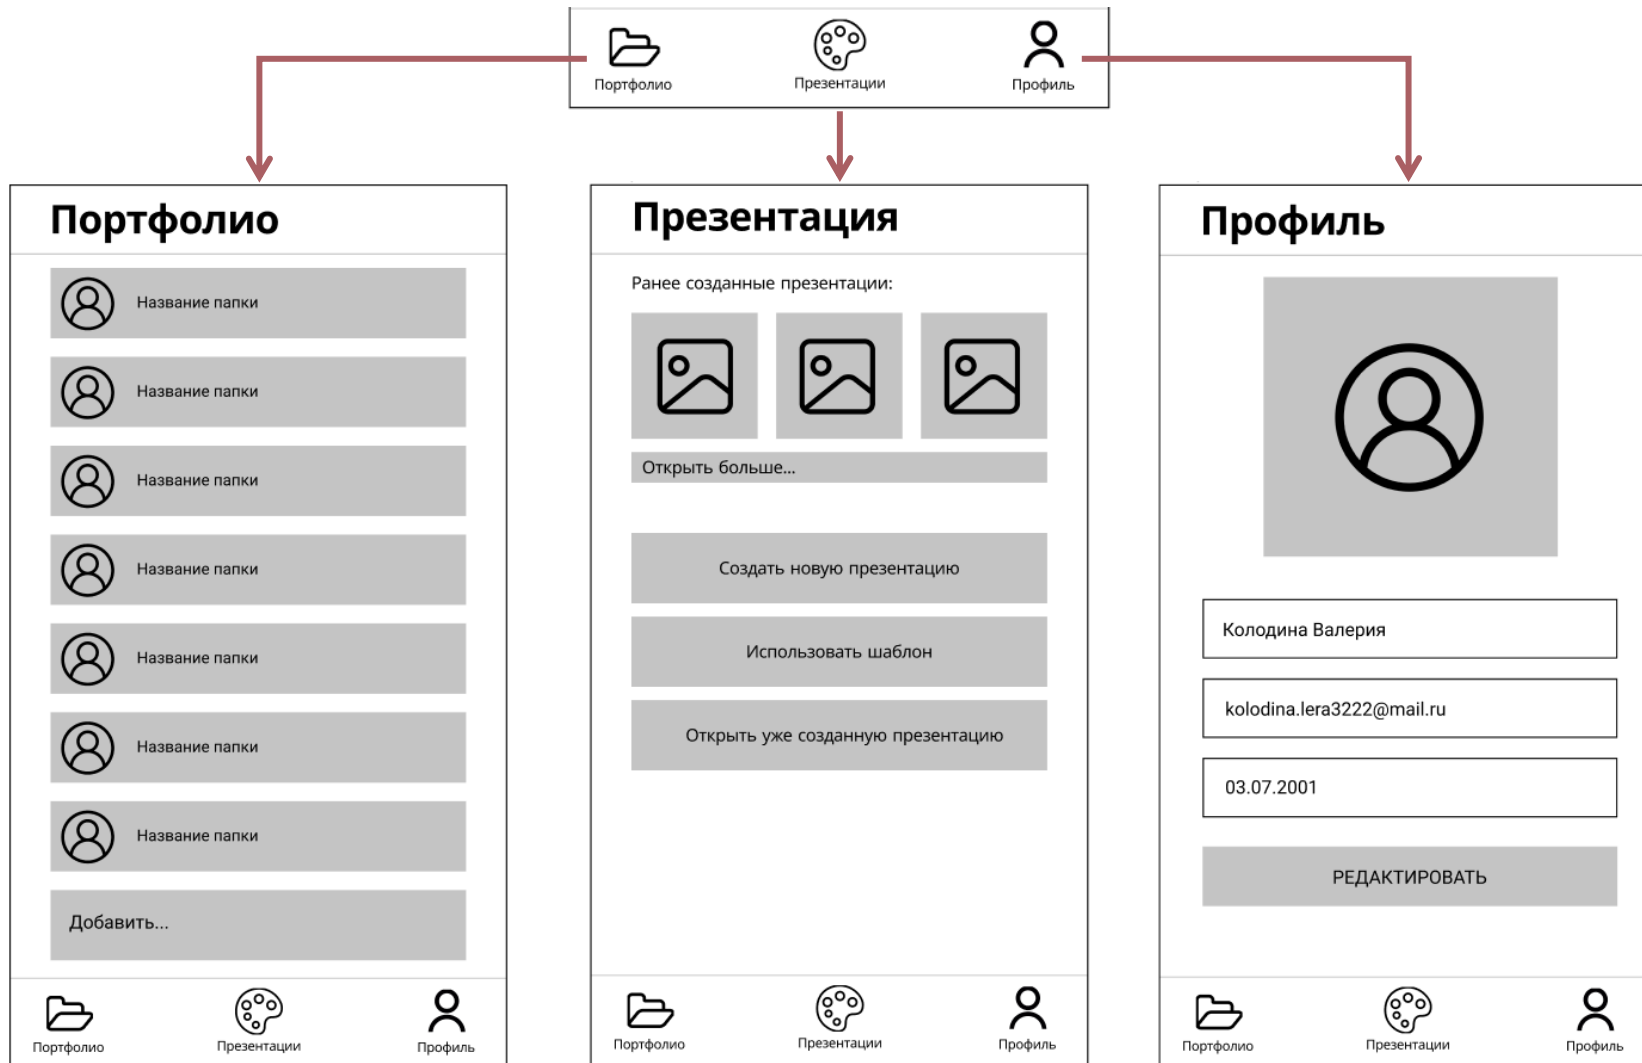 Портфолио
Презентации
Профиль
Портфолио
Название папки
Название папки
Название папки
Название папки
Название папки
Название папки
Название папки
Добавить...
Портфолио
Презентации
Профиль
Презентация
Ранее созданные презентации:
Открыть больше...
Создать новую презентацию
Использовать шаблон
Открыть уже созданную презентацию
Портфолио
Презентации
Профиль
Профиль
Колодина Валерия
kolodina.lera3222@mail.ru
03.07.2001
РЕДАКТИРОВАТЬ
Портфолио
Презентации
Профиль